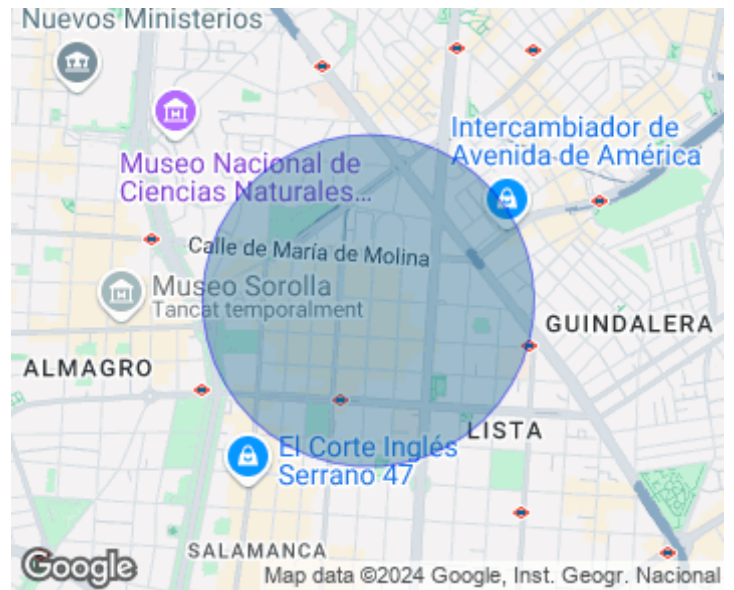 Nuevos Ministerios
Intercambiador de
Avenida de América
Museo Nacional de
Ciencias Naturales...
Calle de María de Molina
Museo Sorolla
Tancat temporalment
GUINDALERA
ALMAGRO
LISTA
El Corte Inglés
Serrano 47
SALAMANCA
Google
Map data ©2024 Google, Inst. Geogr. Nacional